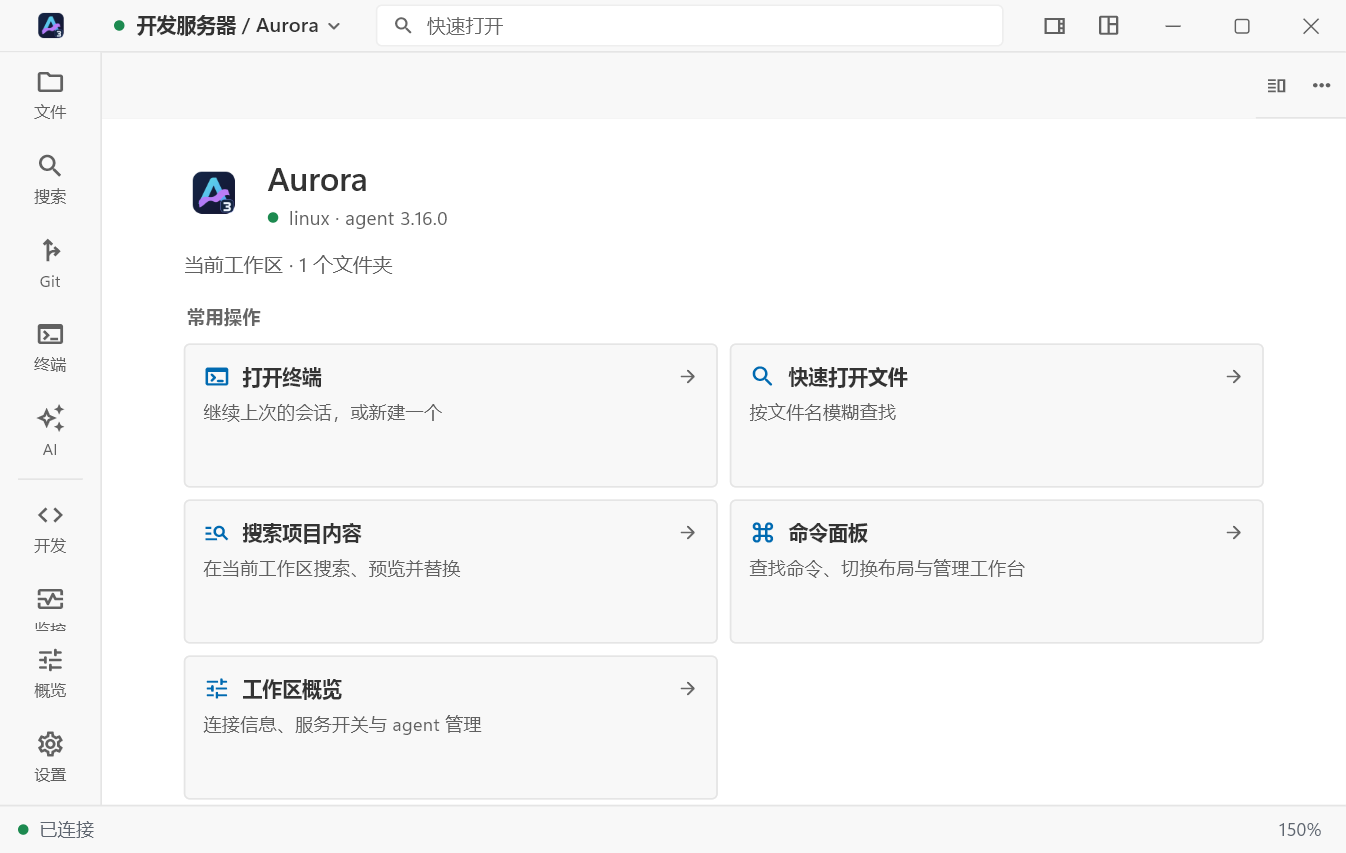 开发服务器 / Aurora
快速打开
文件
搜索
Git
终端
AI
开发
监控
概览
设置
Aurora
linux · agent 3.16.0
当前工作区 · 1 个文件夹
常用操作
打开终端
继续上次的会话，或新建一个
快速打开文件
按文件名模糊查找
搜索项目内容
在当前工作区搜索、预览并替换
命令面板
查找命令、切换布局与管理工作台
工作区概览
连接信息、服务开关与 agent 管理
已连接
150%